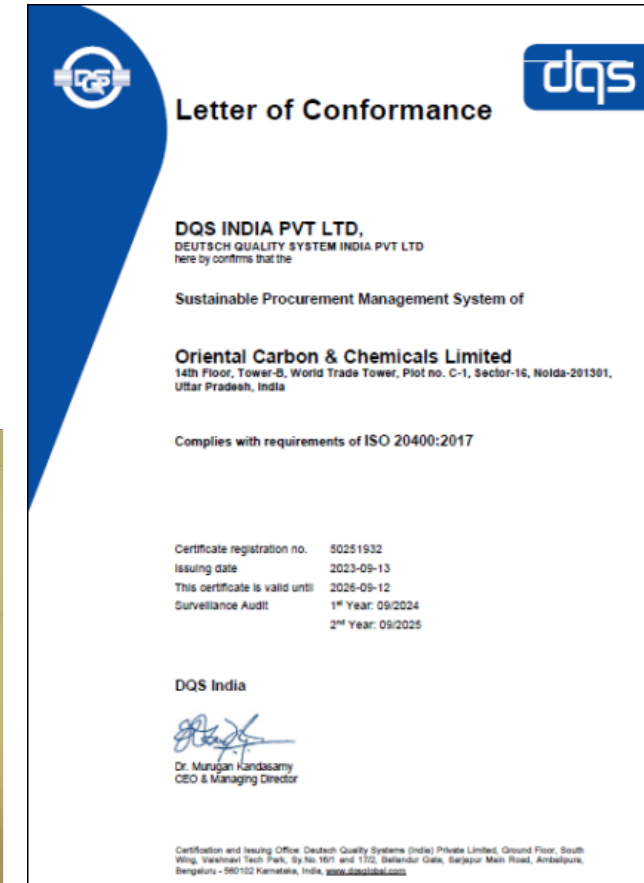 DQS
dqs
Letter of Conformance
DQS INDIA PVT LTD,
DEUTSCH QUALITY SYSTEM INDIA PVT LTD
here by confirms that the
Sustainable Procurement Management System of
Oriental Carbon & Chemicals Limited
14th Floor, Tower-B, World Trade Tower, Plot no. C-1, Sector-16, Noida-201301,
Uttar Pradesh, India
Complies with requirements of ISO 20400:2017
Certificate registration no. 50251932
Issuing date 2023-09-13
This certificate is valid until 2026-09-12
Surveillance Audit 1st Year: 09/2024
2nd Year: 09/2025
DQS India
Dr. Murugan Kandasamy
CEO & Managing Director
Certification and Issuing Office: Deutsch Quality Systems (India) Private Limited, Ground Floor, South
Wing, Vaishnavi Tech Park, Sy.No.16/1 and 17/2, Bellandur Gate, Sarjapur Main Road, Ambalipura,
Bengaluru - 560102 Karnataka, India, www.dqsglobal.com